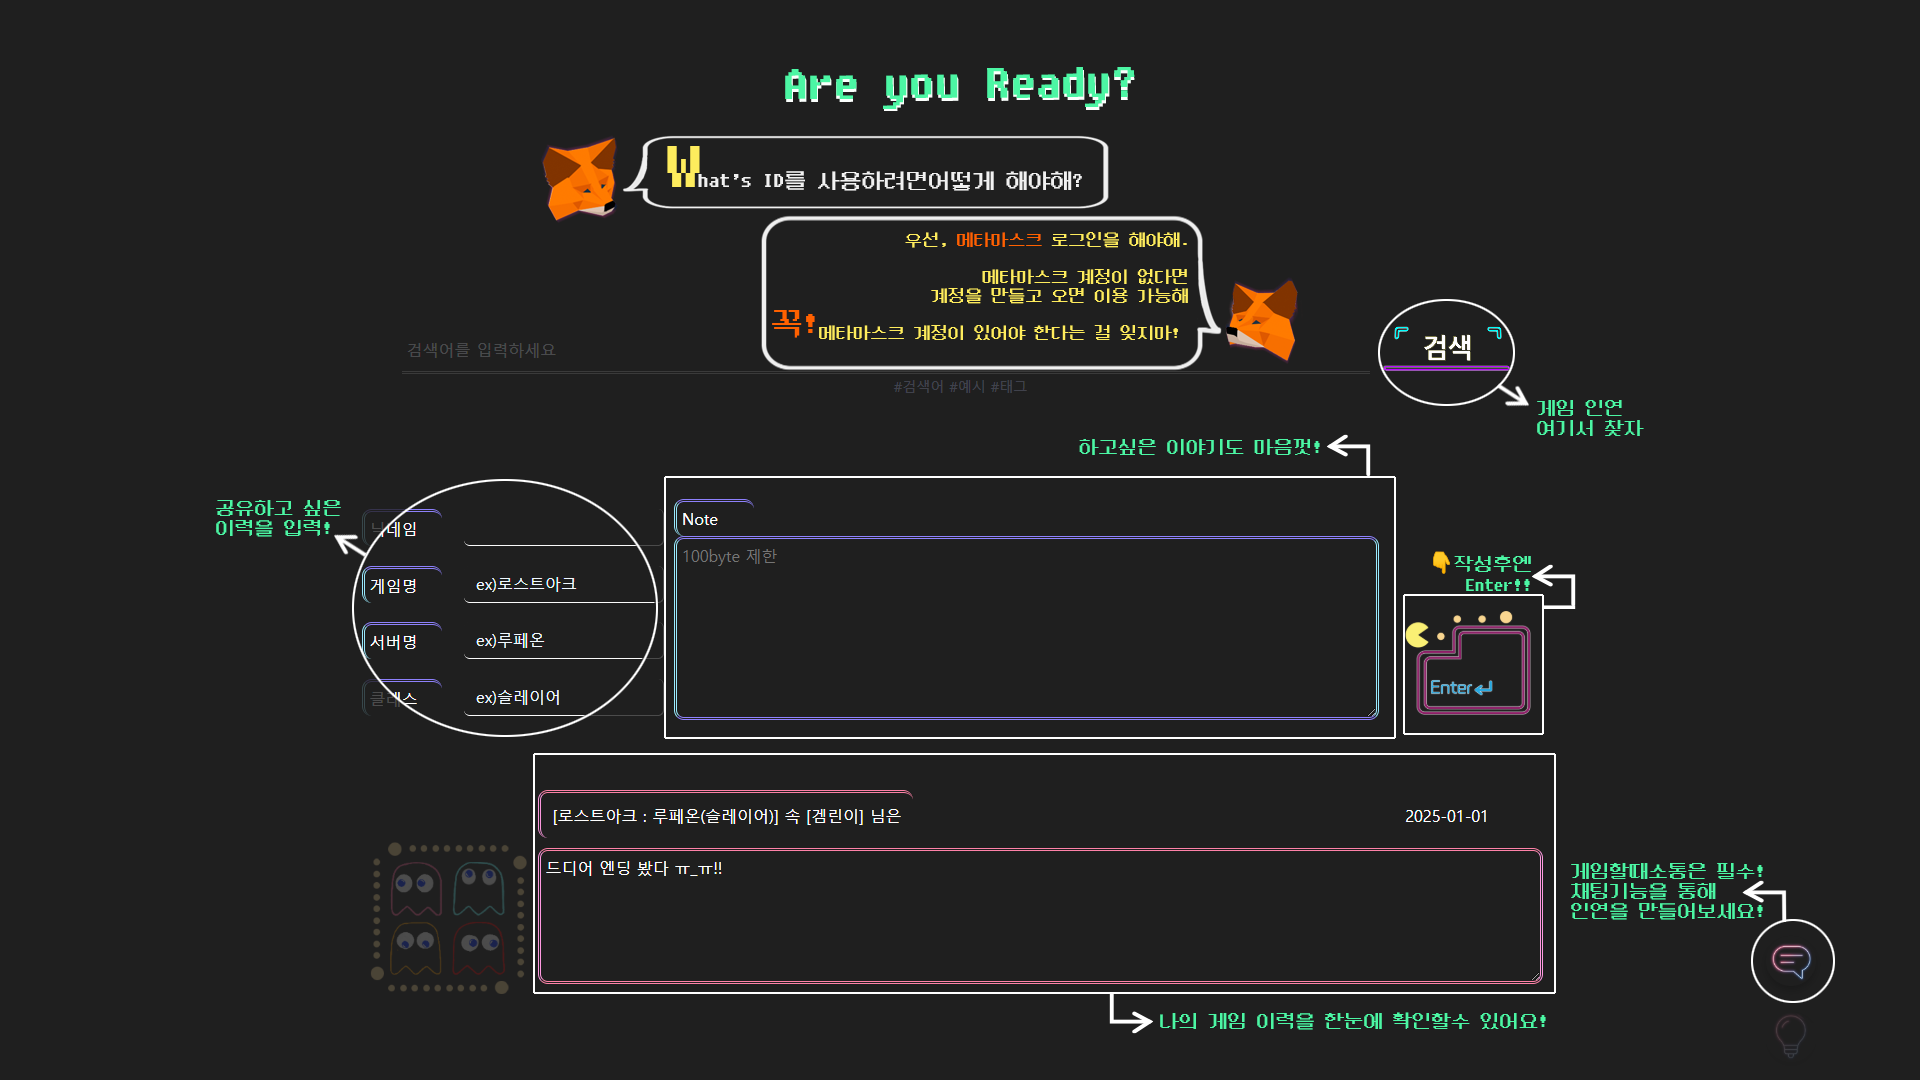 Are you Ready?
What's ID를 사용하려면어떻게 해야해?
우선, 메타마스크 로그인을 해야해.
메타마스크 계정이 없다면
계정을 만들고 오면 이용 가능해
꼭!메타마스크 계정이 있어야 한다는 걸 잊지마!
검색어를 입력하세요
#검색어 #예시 #태그
검색
게임 인연
여기서 찾자
하고싶은 이야기도 마음껏!
공유하고 싶은
이력을 입력!
닉네임
게임명
ex)로스트아크
서버명
ex)루페온
클래스
ex)슬레이어
Note
100byte 제한
👇작성후엔
Enter!!
Enter
[로스트아크 : 루페온(슬레이어)] 속 [겜린이] 님은
2025-01-01
드디어 엔딩 봤다 ㅠ_ㅠ!!
게임할때소통은 필수!
채팅기능을 통해
인연을 만들어보세요!
나의 게임 이력을 한눈에 확인할수 있어요!